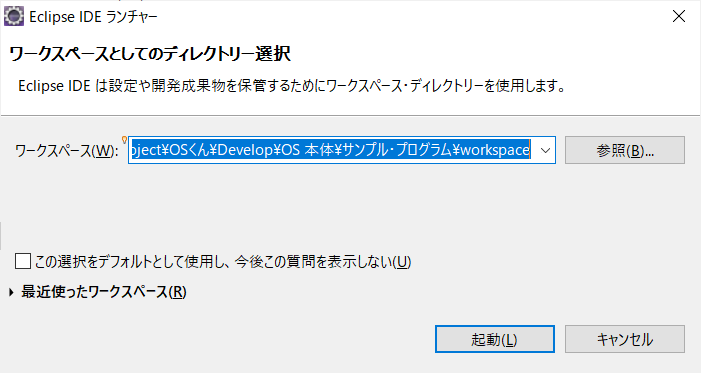 Eclipse IDE ランチャー
ワークスペースとしてのディレクトリー選択
Eclipse IDE は設定や開発成果物を保管するためにワークスペース・ディレクトリーを使用します。
ワークスペース(W): oject¥OSくん¥Develop¥OS 本体¥サンプル・プログラム¥workspace 参照(B)...
この選択をデフォルトとして使用し、今後この質問を表示しない(U)
最近使ったワークスペース(R)
起動(L) キャンセル